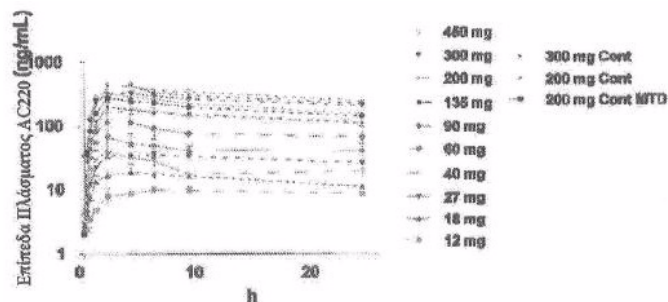 Επίπεδα Πλάσματος AC220 (ng/mL)
1000
100
10
1
0
10
20
h
450 mg
300 mg
200 mg
135 mg
90 mg
60 mg
40 mg
27 mg
18 mg
12 mg
300 mg Cont
200 mg Cont
200 mg Cont MTD